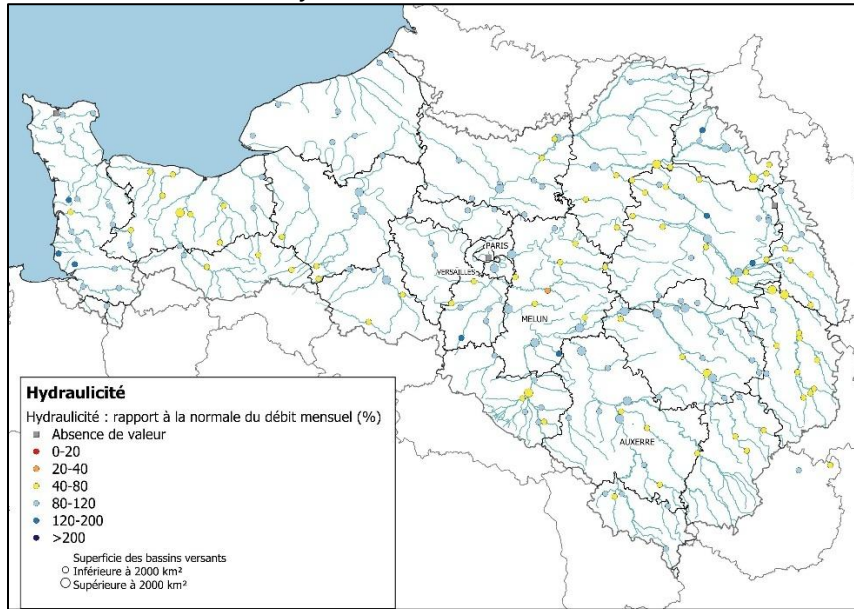 PARIS
VERSAILLES
MELUN
AUXERRE
Hydraulicité
Hydraulicité : rapport à la normale du débit mensuel (%)
Absence de valeur
0-20
20-40
40-80
80-120
120-200
>200
Superficie des bassins versants
Inférieure à 2000 km²
Supérieure à 2000 km²